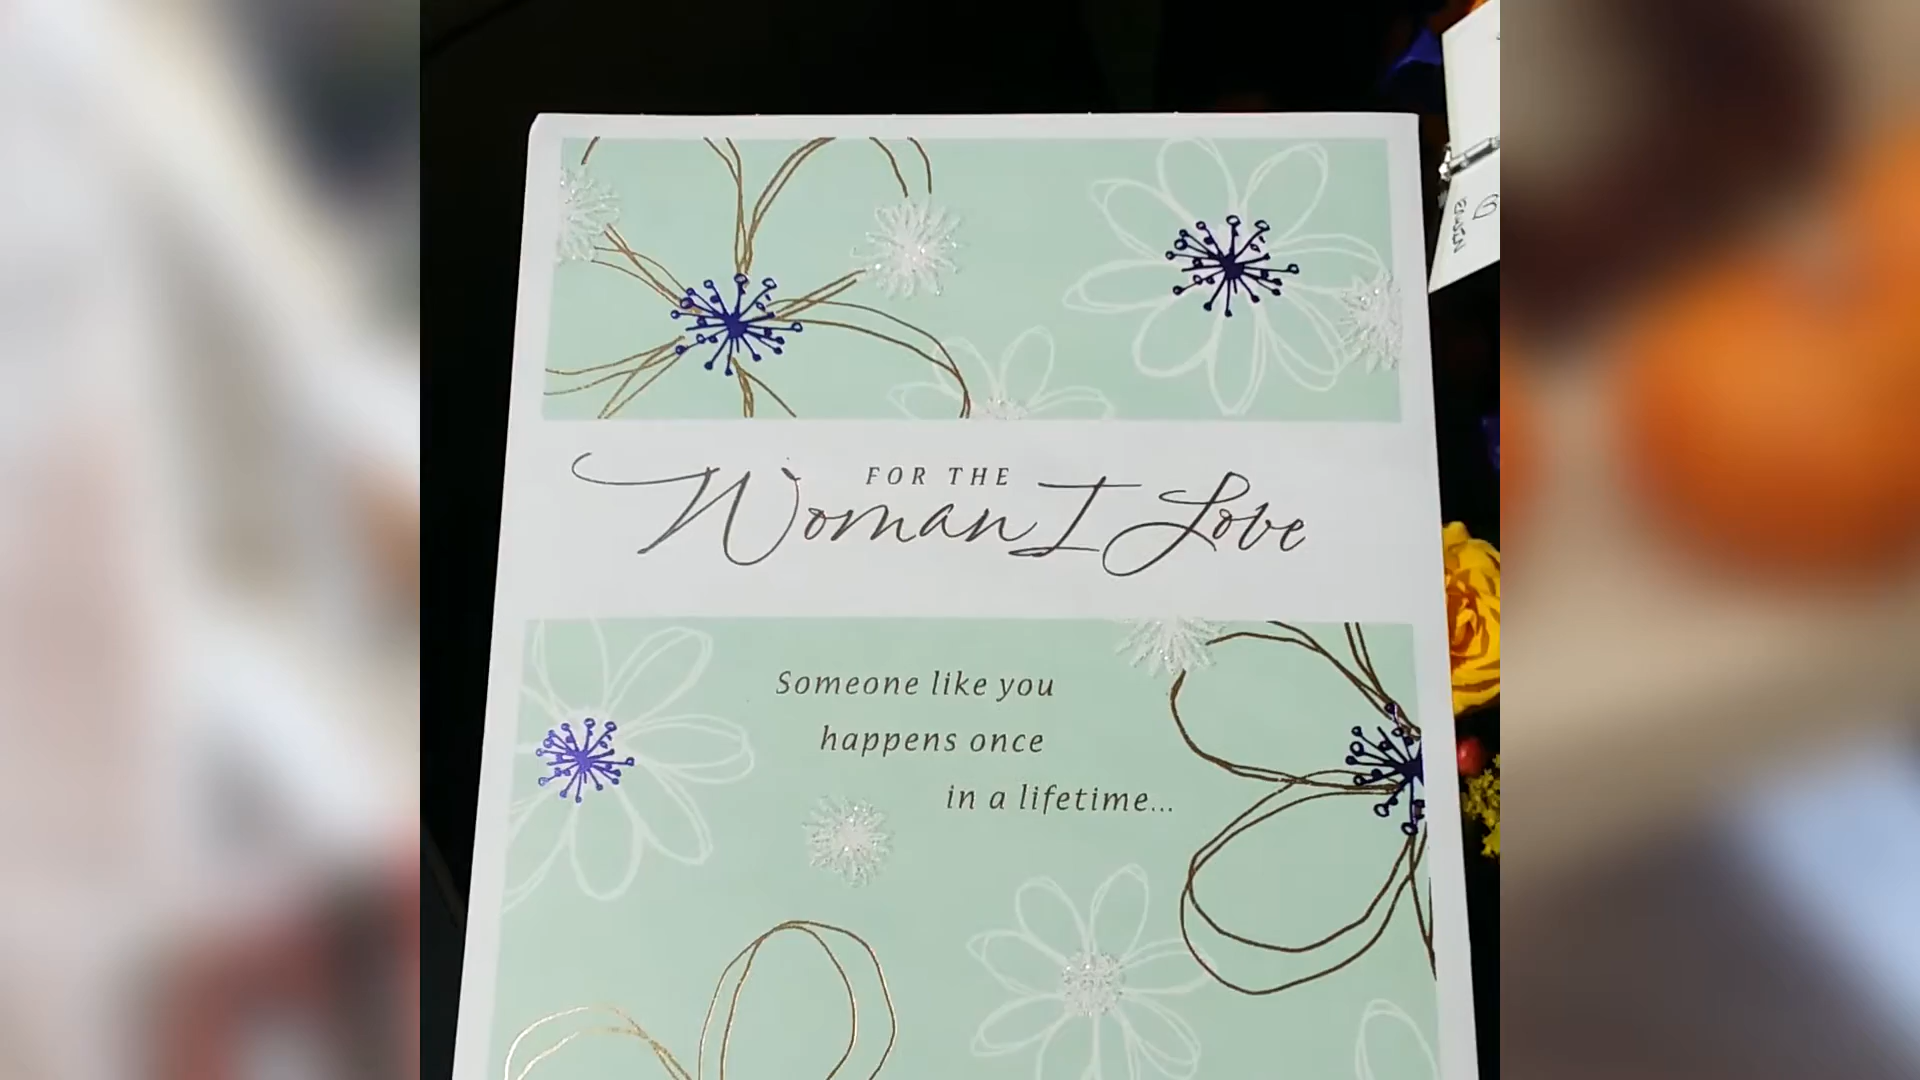 FOR THE
Woman I Love
Someone like you
happens once
in a lifetime...